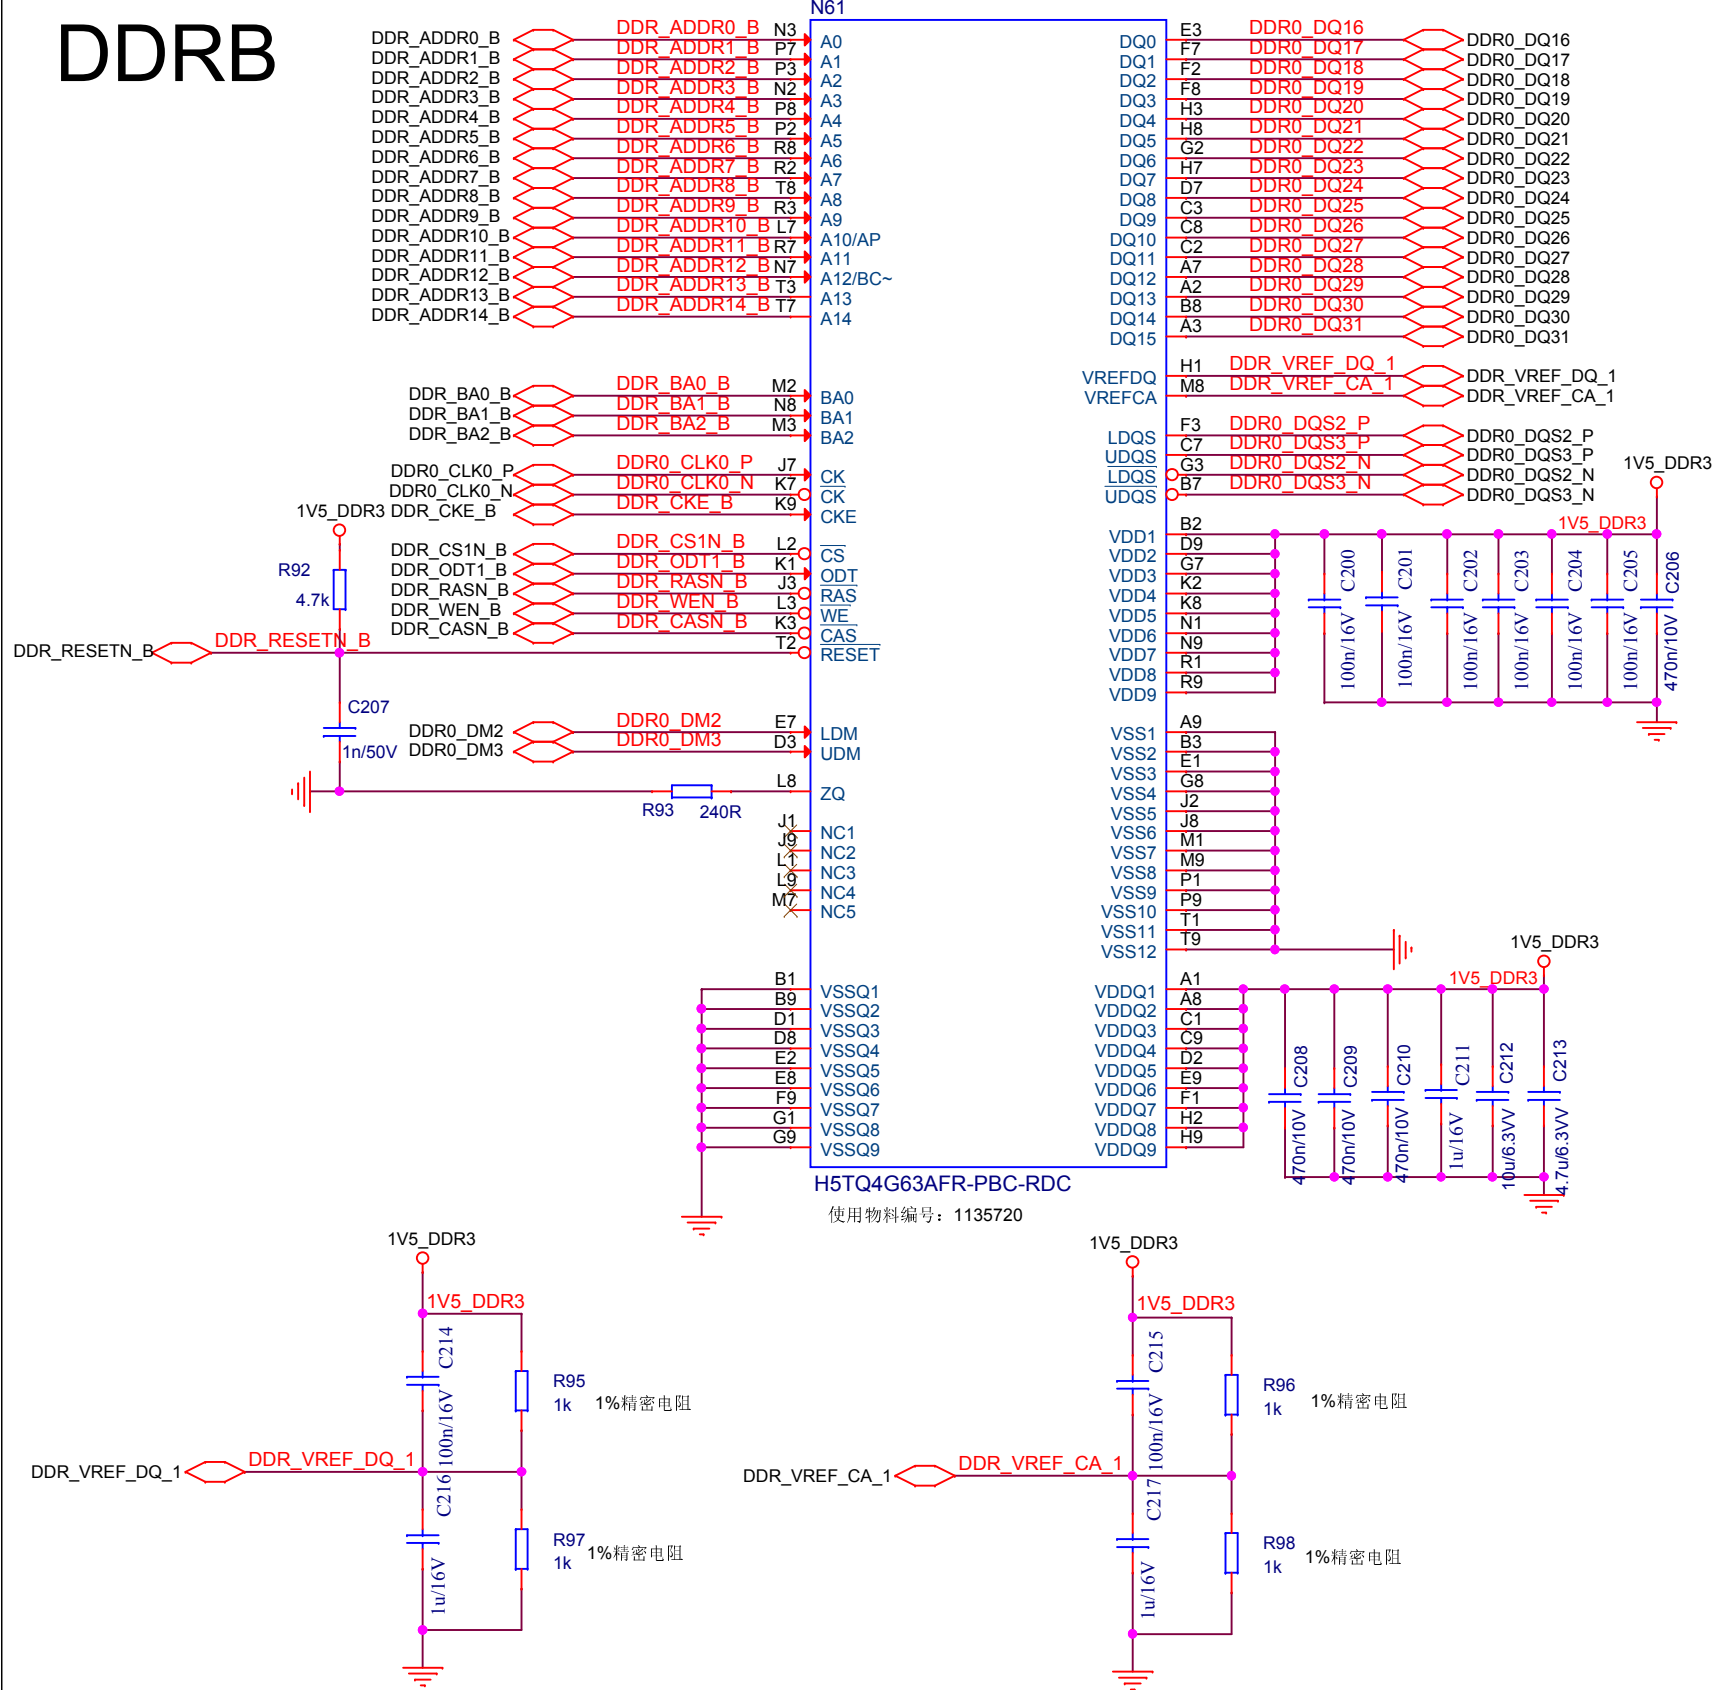 DDRB
N61
DDR_ADDR0_B DDR_ADDR0_B N3 A0 DQ0 E3 DDR0_DQ16 DDR0_DQ16
DDR_ADDR1_B DDR_ADDR1_B P7 A1 DQ1 F7 DDR0_DQ17 DDR0_DQ17
DDR_ADDR2_B DDR_ADDR2_B P3 A2 DQ2 F2 DDR0_DQ18 DDR0_DQ18
DDR_ADDR3_B DDR_ADDR3_B N2 A3 DQ3 F8 DDR0_DQ19 DDR0_DQ19
DDR_ADDR4_B DDR_ADDR4_B P8 A4 DQ4 H3 DDR0_DQ20 DDR0_DQ20
DDR_ADDR5_B DDR_ADDR5_B P2 A5 DQ5 H8 DDR0_DQ21 DDR0_DQ21
DDR_ADDR6_B DDR_ADDR6_B R8 A6 DQ6 G2 DDR0_DQ22 DDR0_DQ22
DDR_ADDR7_B DDR_ADDR7_B R2 A7 DQ7 H7 DDR0_DQ23 DDR0_DQ23
DDR_ADDR8_B DDR_ADDR8_B T8 A8 DQ8 D7 DDR0_DQ24 DDR0_DQ24
DDR_ADDR9_B DDR_ADDR9_B R3 A9 DQ9 C3 DDR0_DQ25 DDR0_DQ25
DDR_ADDR10_B DDR_ADDR10_B L7 A10/AP DQ10 C8 DDR0_DQ26 DDR0_DQ26
DDR_ADDR11_B DDR_ADDR11_B R7 A11 DQ11 C2 DDR0_DQ27 DDR0_DQ27
DDR_ADDR12_B DDR_ADDR12_B N7 A12/BC~ DQ12 A7 DDR0_DQ28 DDR0_DQ28
DDR_ADDR13_B DDR_ADDR13_B T3 A13 DQ13 A2 DDR0_DQ29 DDR0_DQ29
DDR_ADDR14_B DDR_ADDR14_B T7 A14 DQ14 B8 DDR0_DQ30 DDR0_DQ30
DQ15 A3 DDR0_DQ31 DDR0_DQ31
VREFDQ H1 DDR_VREF_DQ_1 DDR_VREF_DQ_1
DDR_BA0_B DDR_BA0_B M2 BA0 VREFCA M8 DDR_VREF_CA_1 DDR_VREF_CA_1
DDR_BA1_B DDR_BA1_B N8 BA1
DDR_BA2_B DDR_BA2_B M3 BA2 LDQS F3 DDR0_DQS2_P DDR0_DQS2_P
UDQS C7 DDR0_DQS3_P DDR0_DQS3_P
DDR0_CLK0_P DDR0_CLK0_P J7 CK LDQS G3 DDR0_DQS2_N DDR0_DQS2_N
DDR0_CLK0_N DDR0_CLK0_N K7 CK UDQS B7 DDR0_DQS3_N DDR0_DQS3_N
1V5_DDR3
1V5_DDR3 DDR_CKE_B DDR_CKE_B K9 CKE
VDD1 B2 1V5_DDR3
DDR_CS1N_B DDR_CS1N_B L2 CS VDD2 D9
DDR_ODT1_B DDR_ODT1_B K1 ODT VDD3 G7
DDR_RASN_B DDR_RASN_B J3 RAS VDD4 K2
DDR_WEN_B DDR_WEN_B L3 WE VDD5 K8
DDR_CASN_B DDR_CASN_B K3 CAS VDD6 N1
DDR_RESETN_B DDR_RESETN_B T2 RESET VDD7 N9
VDD8 R1
VDD9 R9
R92
4.7k
C200 100n/16V
C201 100n/16V
C202 100n/16V
C203 100n/16V
C204 100n/16V
C205 100n/16V
C206 470n/10V
C207
1n/50V
DDR0_DM2 DDR0_DM2 E7 LDM VSS1 A9
DDR0_DM3 DDR0_DM3 D3 UDM VSS2 B3
VSS3 E1
R93 240R L8 ZQ VSS4 G8
VSS5 J2
J1 NC1 VSS6 J8
J9 NC2 VSS7 M1
L1 NC3 VSS8 M9
L9 NC4 VSS9 P1
M7 NC5 VSS10 P9
VSS11 T1
VSS12 T9
1V5_DDR3
1V5_DDR3
B1 VSSQ1 VDDQ1 A1
B9 VSSQ2 VDDQ2 A8
D1 VSSQ3 VDDQ3 C1
D8 VSSQ4 VDDQ4 C9
E2 VSSQ5 VDDQ5 D2
E8 VSSQ6 VDDQ6 E9
F9 VSSQ7 VDDQ7 F1
G1 VSSQ8 VDDQ8 H2
G9 VSSQ9 VDDQ9 H9
C208 470n/10V
C209 470n/10V
C210 470n/10V
C211 1u/16V
C212 10u/6.3VV
C213 4.7u/6.3VV
H5TQ4G63AFR-PBC-RDC
使用物料编号：1135720
1V5_DDR3
1V5_DDR3
C214 100n/16V
R95
1k 1%精密电阻
DDR_VREF_DQ_1 DDR_VREF_DQ_1
C216 1u/16V
R97
1k 1%精密电阻
1V5_DDR3
1V5_DDR3
C215 100n/16V
R96
1k 1%精密电阻
DDR_VREF_CA_1 DDR_VREF_CA_1
C217 1u/16V
R98
1k 1%精密电阻